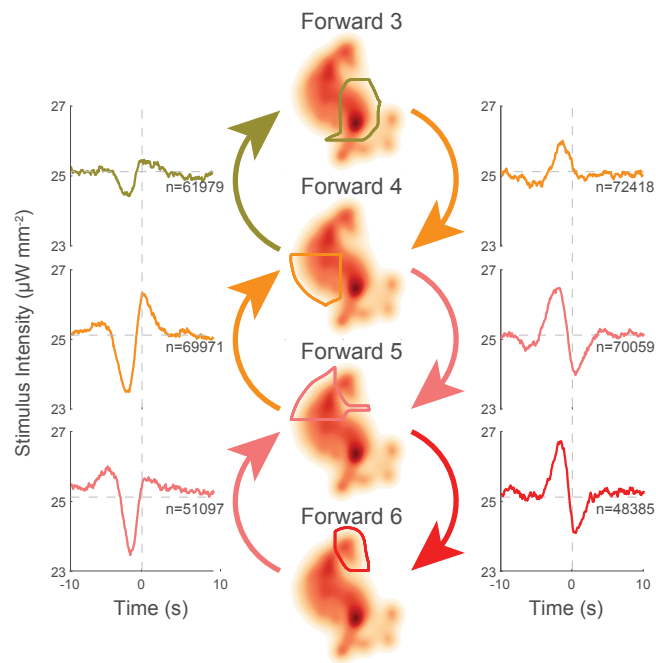 Forward 3
27
25
23
n=61979
27
25
23
n=72418
Forward 4
27
25
23
n=69971
27
25
23
n=70059
Forward 5
27
25
23
n=51097
27
25
23
n=48385
Forward 6
Stimulus Intensity (µW mm-2)
-10 0 10
-10 0 10
Time (s)
Time (s)